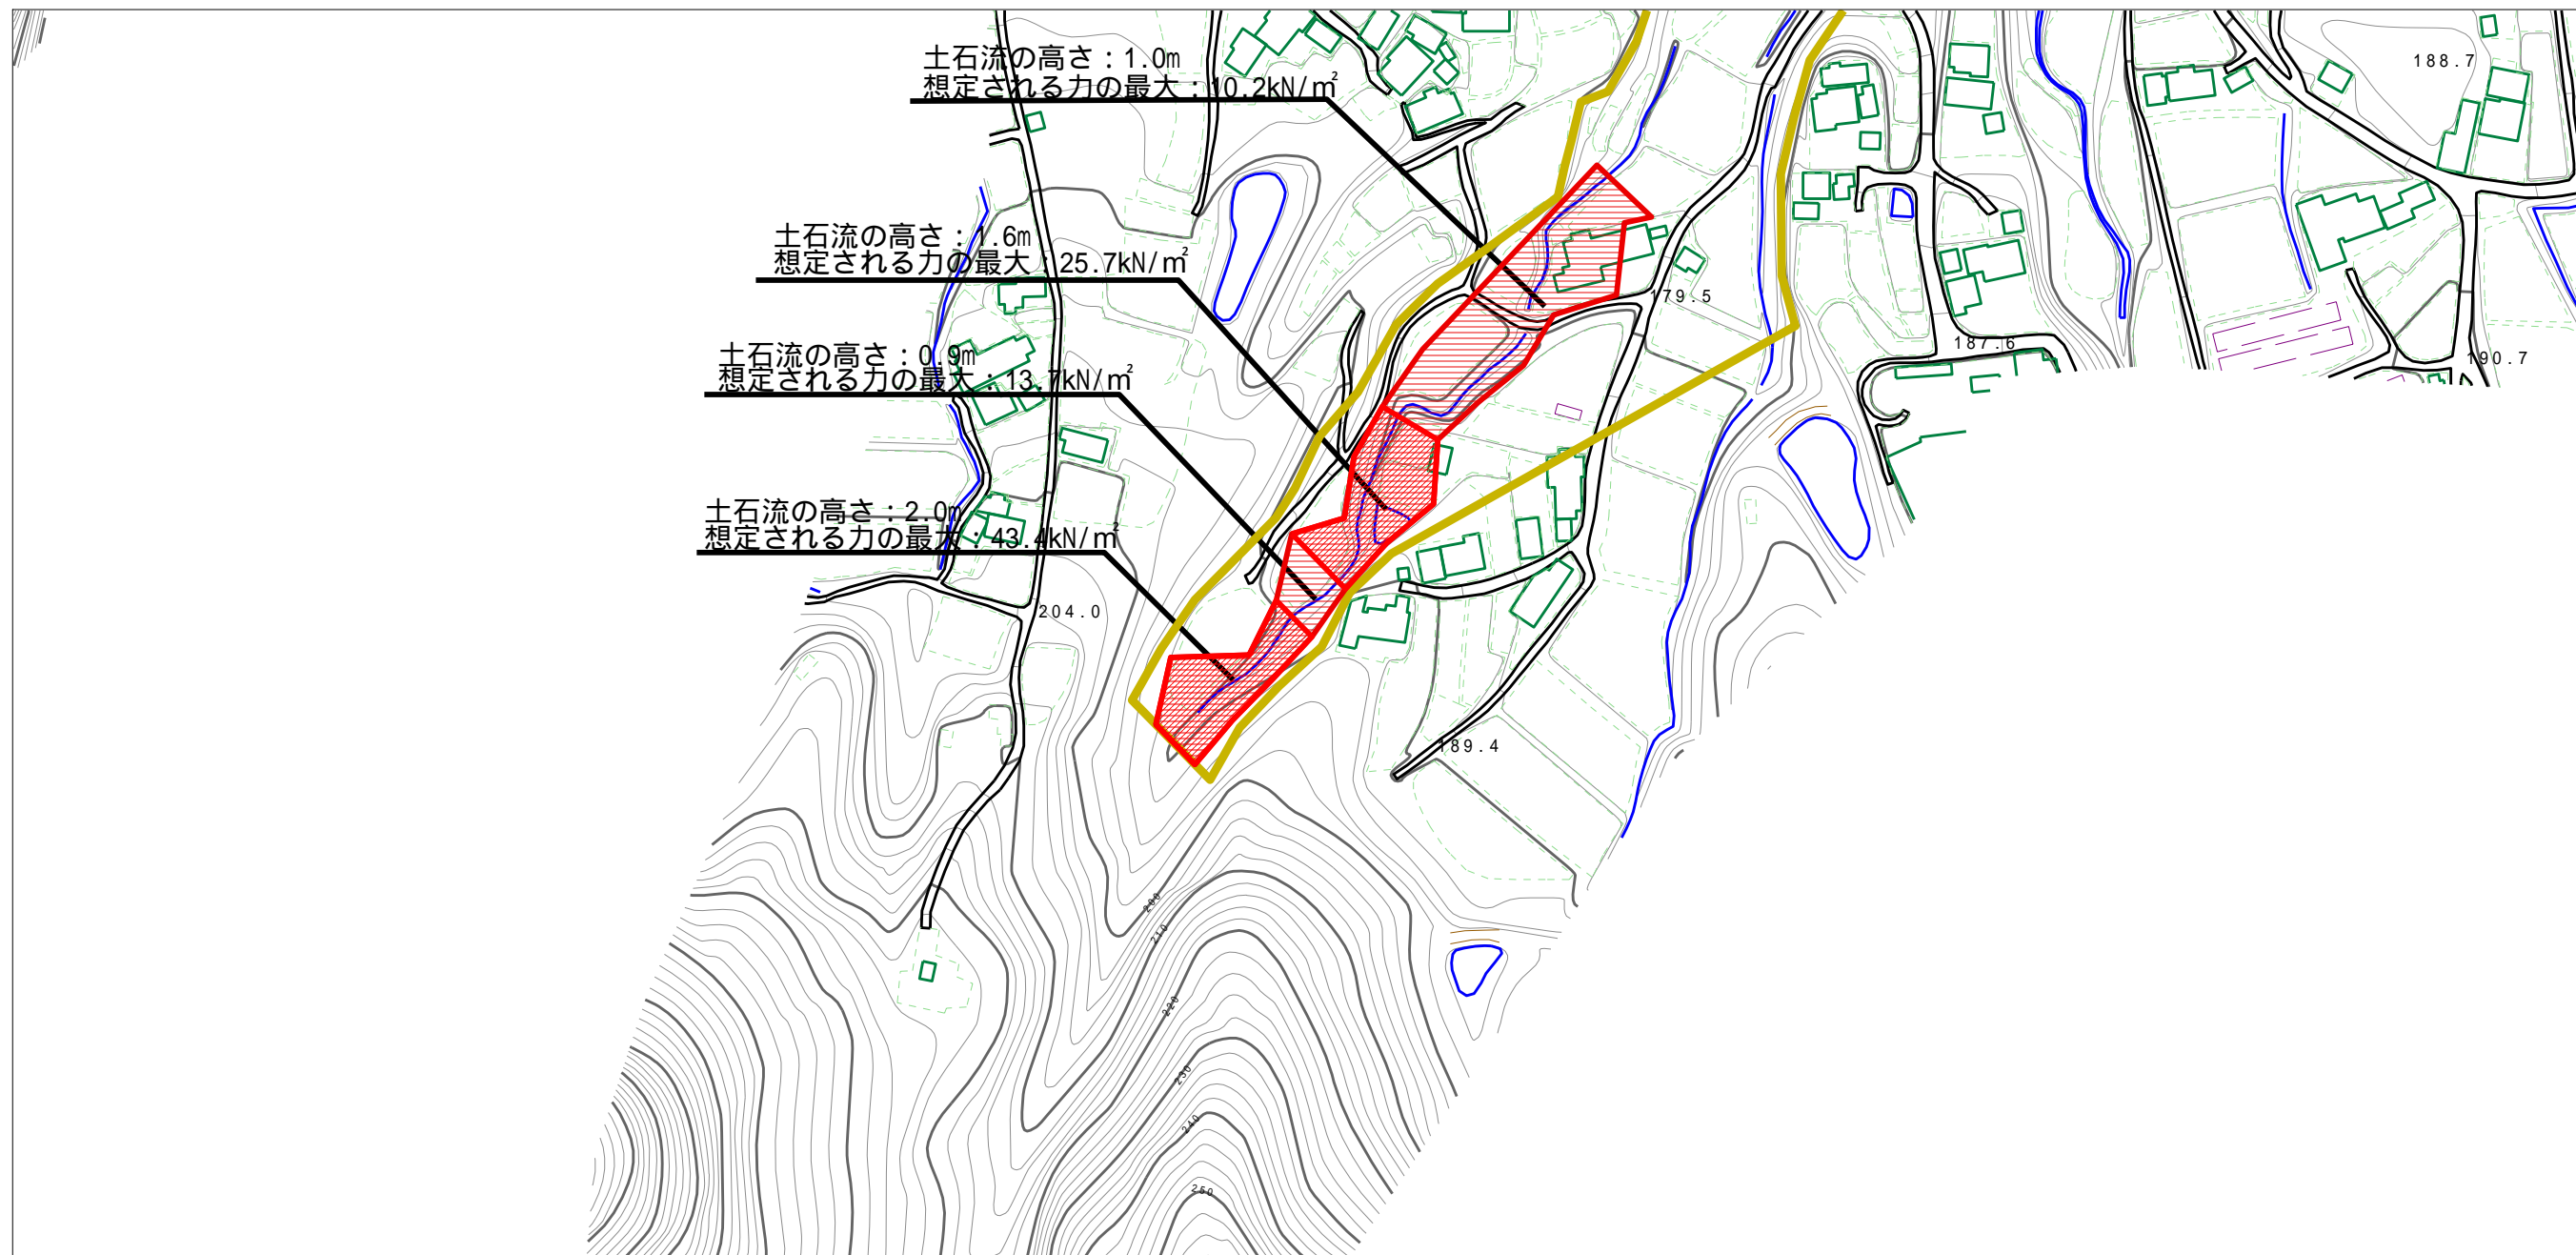 土石流の高さ：1.0m
想定される力の最大：10.2kN/㎡
188.7
土石流の高さ：1.6m
想定される力の最大：25.7kN/㎡
179.5
187.6
190.7
土石流の高さ：0.9m
想定される力の最大：13.7kN/㎡
土石流の高さ：2.0m
想定される力の最大：43.4kN/㎡
204.0
189.4
200
210
220
230
240
250